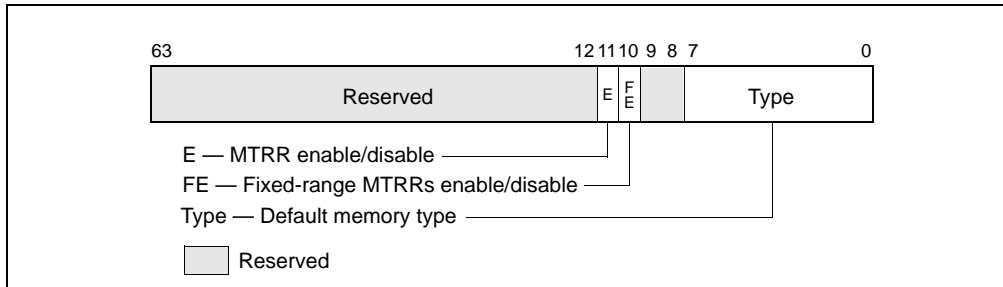 63 12 11 10 9 8 7 0
Reserved E FE Type
E — MTRR enable/disable
FE — Fixed-range MTRRs enable/disable
Type — Default memory type
Reserved